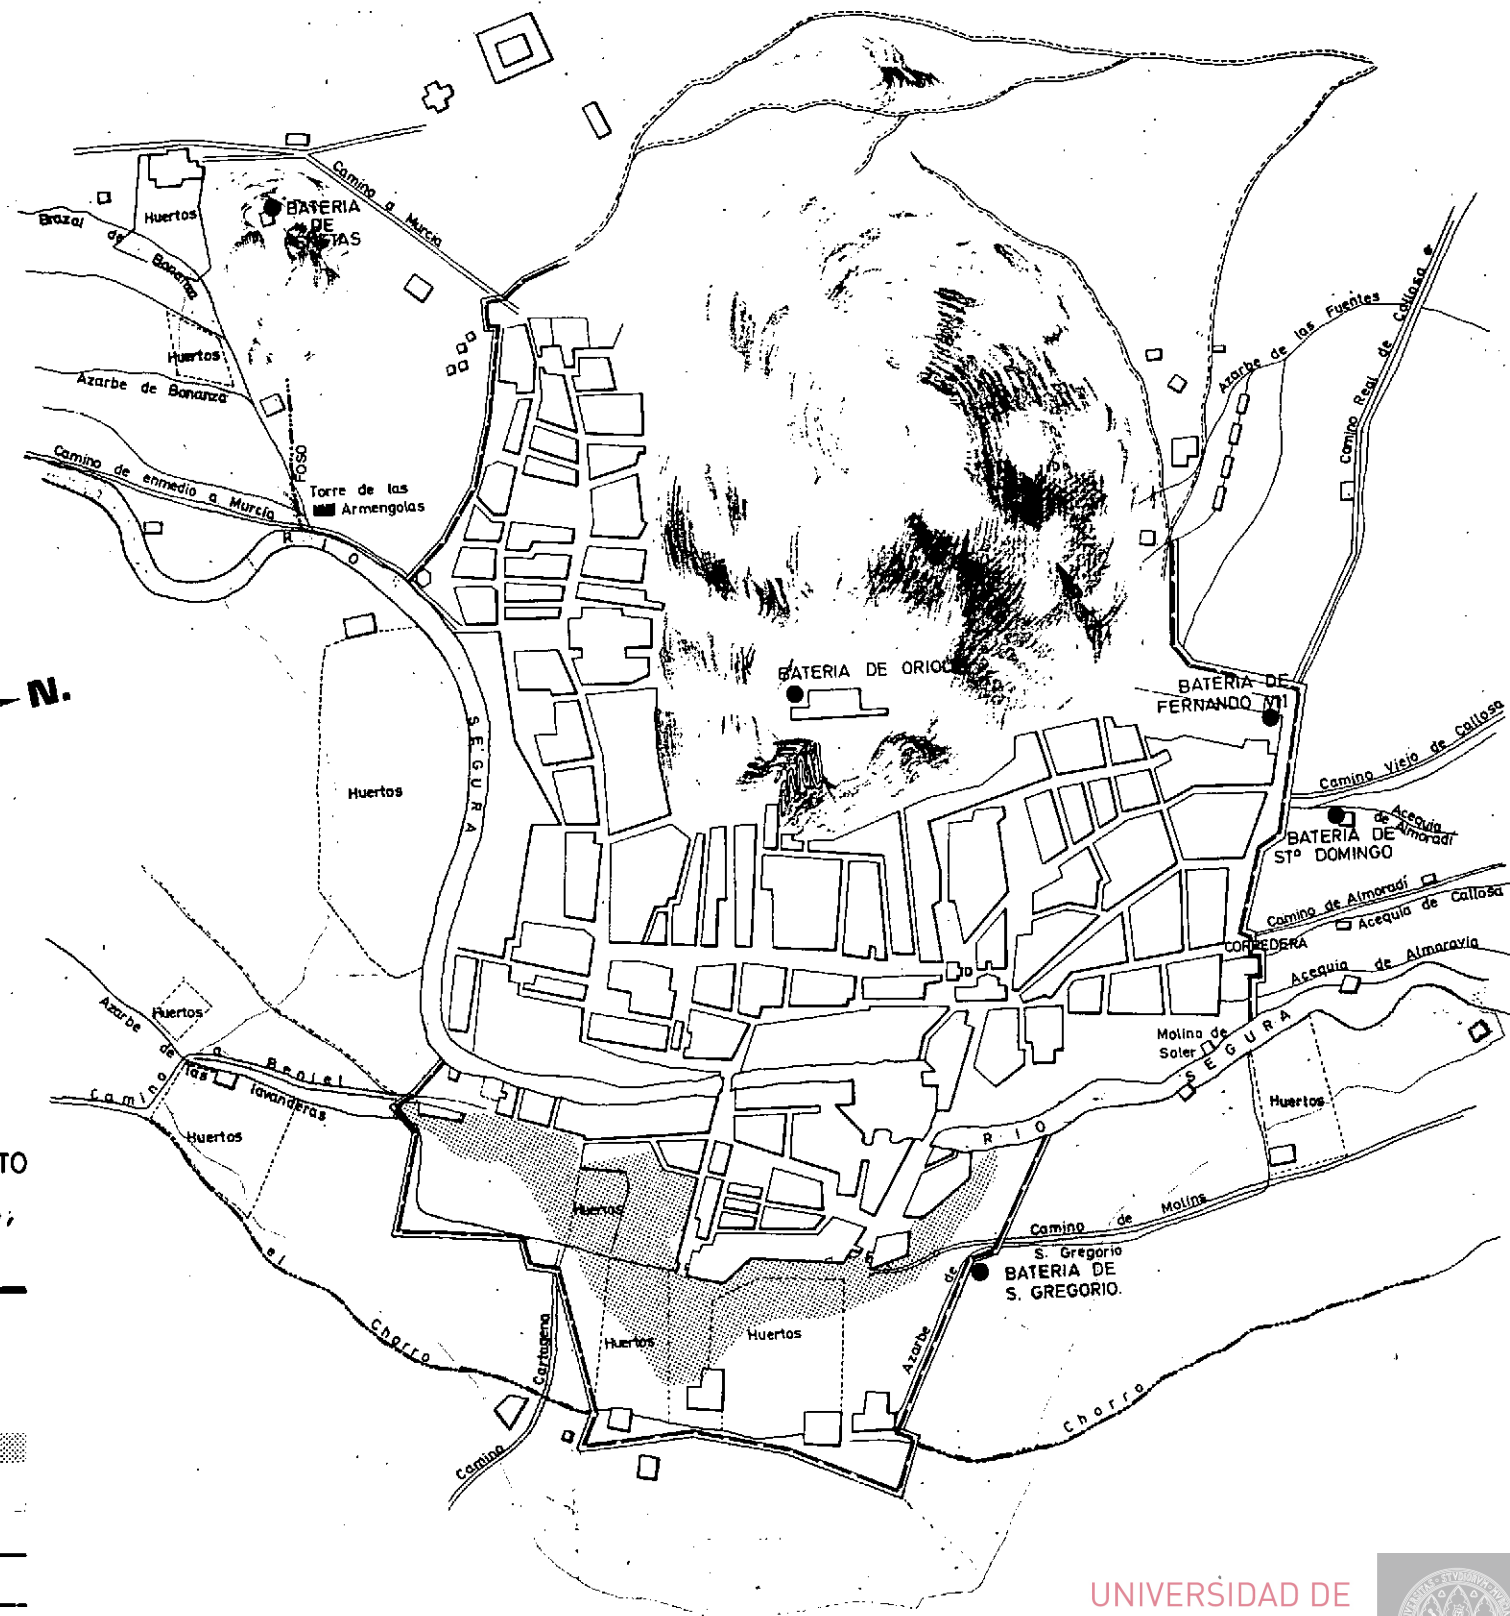 Camino a Murcia
BATERIA
DE
Huertos
Brazal de Bonanza
Huertos
Azarbe de Bonanza
FOSO
Camino de enmedio a Murcia
Torre de las
Armengolas
RIO SEGURA
Azarbe de las Fuentes
Camino Real de Callosa
N.
BATERIA DE ORIOL
BATERIA DE
FERNANDO VII
Huertos
Camino Viejo de Callosa
Acequia
de Almoradí
BATERIA DE
STº DOMINGO
Camino de Almoradí
Acequia de Callosa
CORREDERA
Acequia de Almoravia
Huertos
Azarbe de las lavanderas
Camino a Beniel
Molino de
Soler
RIO SEGURA
Huertos
Huertos
TO
Huertos
Camino de Molins
S. Gregorio
BATERIA DE
S. GREGORIO.
el Chorro
Huertos
Huertos
Azarbe de
Camino Cartagena
Chorro
UNIVERSIDAD DE